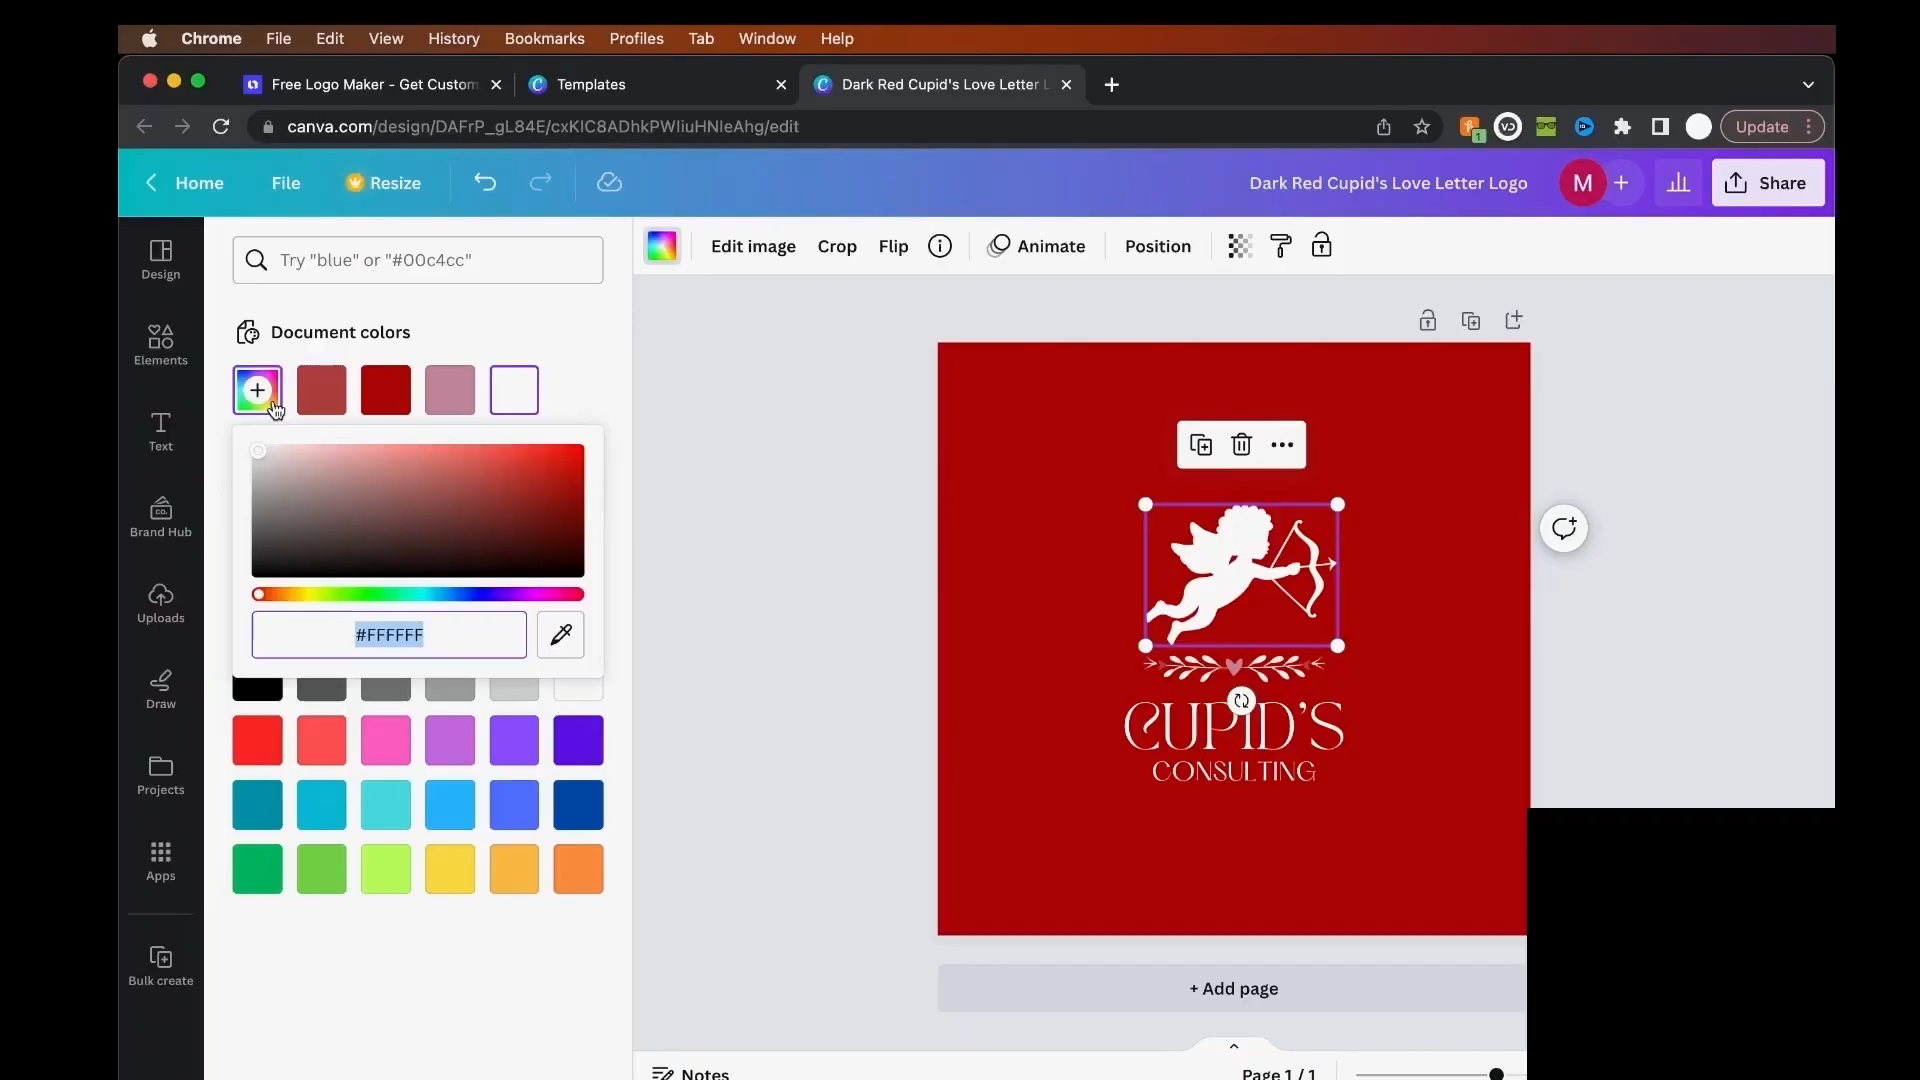 Chrome File Edit View History Bookmarks Profiles Tab Window Help
Free Logo Maker - Get Custom
Templates
Dark Red Cupid's Love Letter L
canva.com/design/DAFrP_gL84E/cxKlC8ADhkPWliuHNleAhg/edit
Update
Home File Resize
Dark Red Cupid's Love Letter Logo
M
Share
Design
Elements
Text
CO.
Brand Hub
Uploads
Draw
Projects
Apps
Bulk create
Try "blue" or "#00c4cc"
Document colors
#FFFFFF
Edit image Crop Flip Animate Position
CUPID'S
CONSULTING
+ Add page
Notes
Page 1 / 1